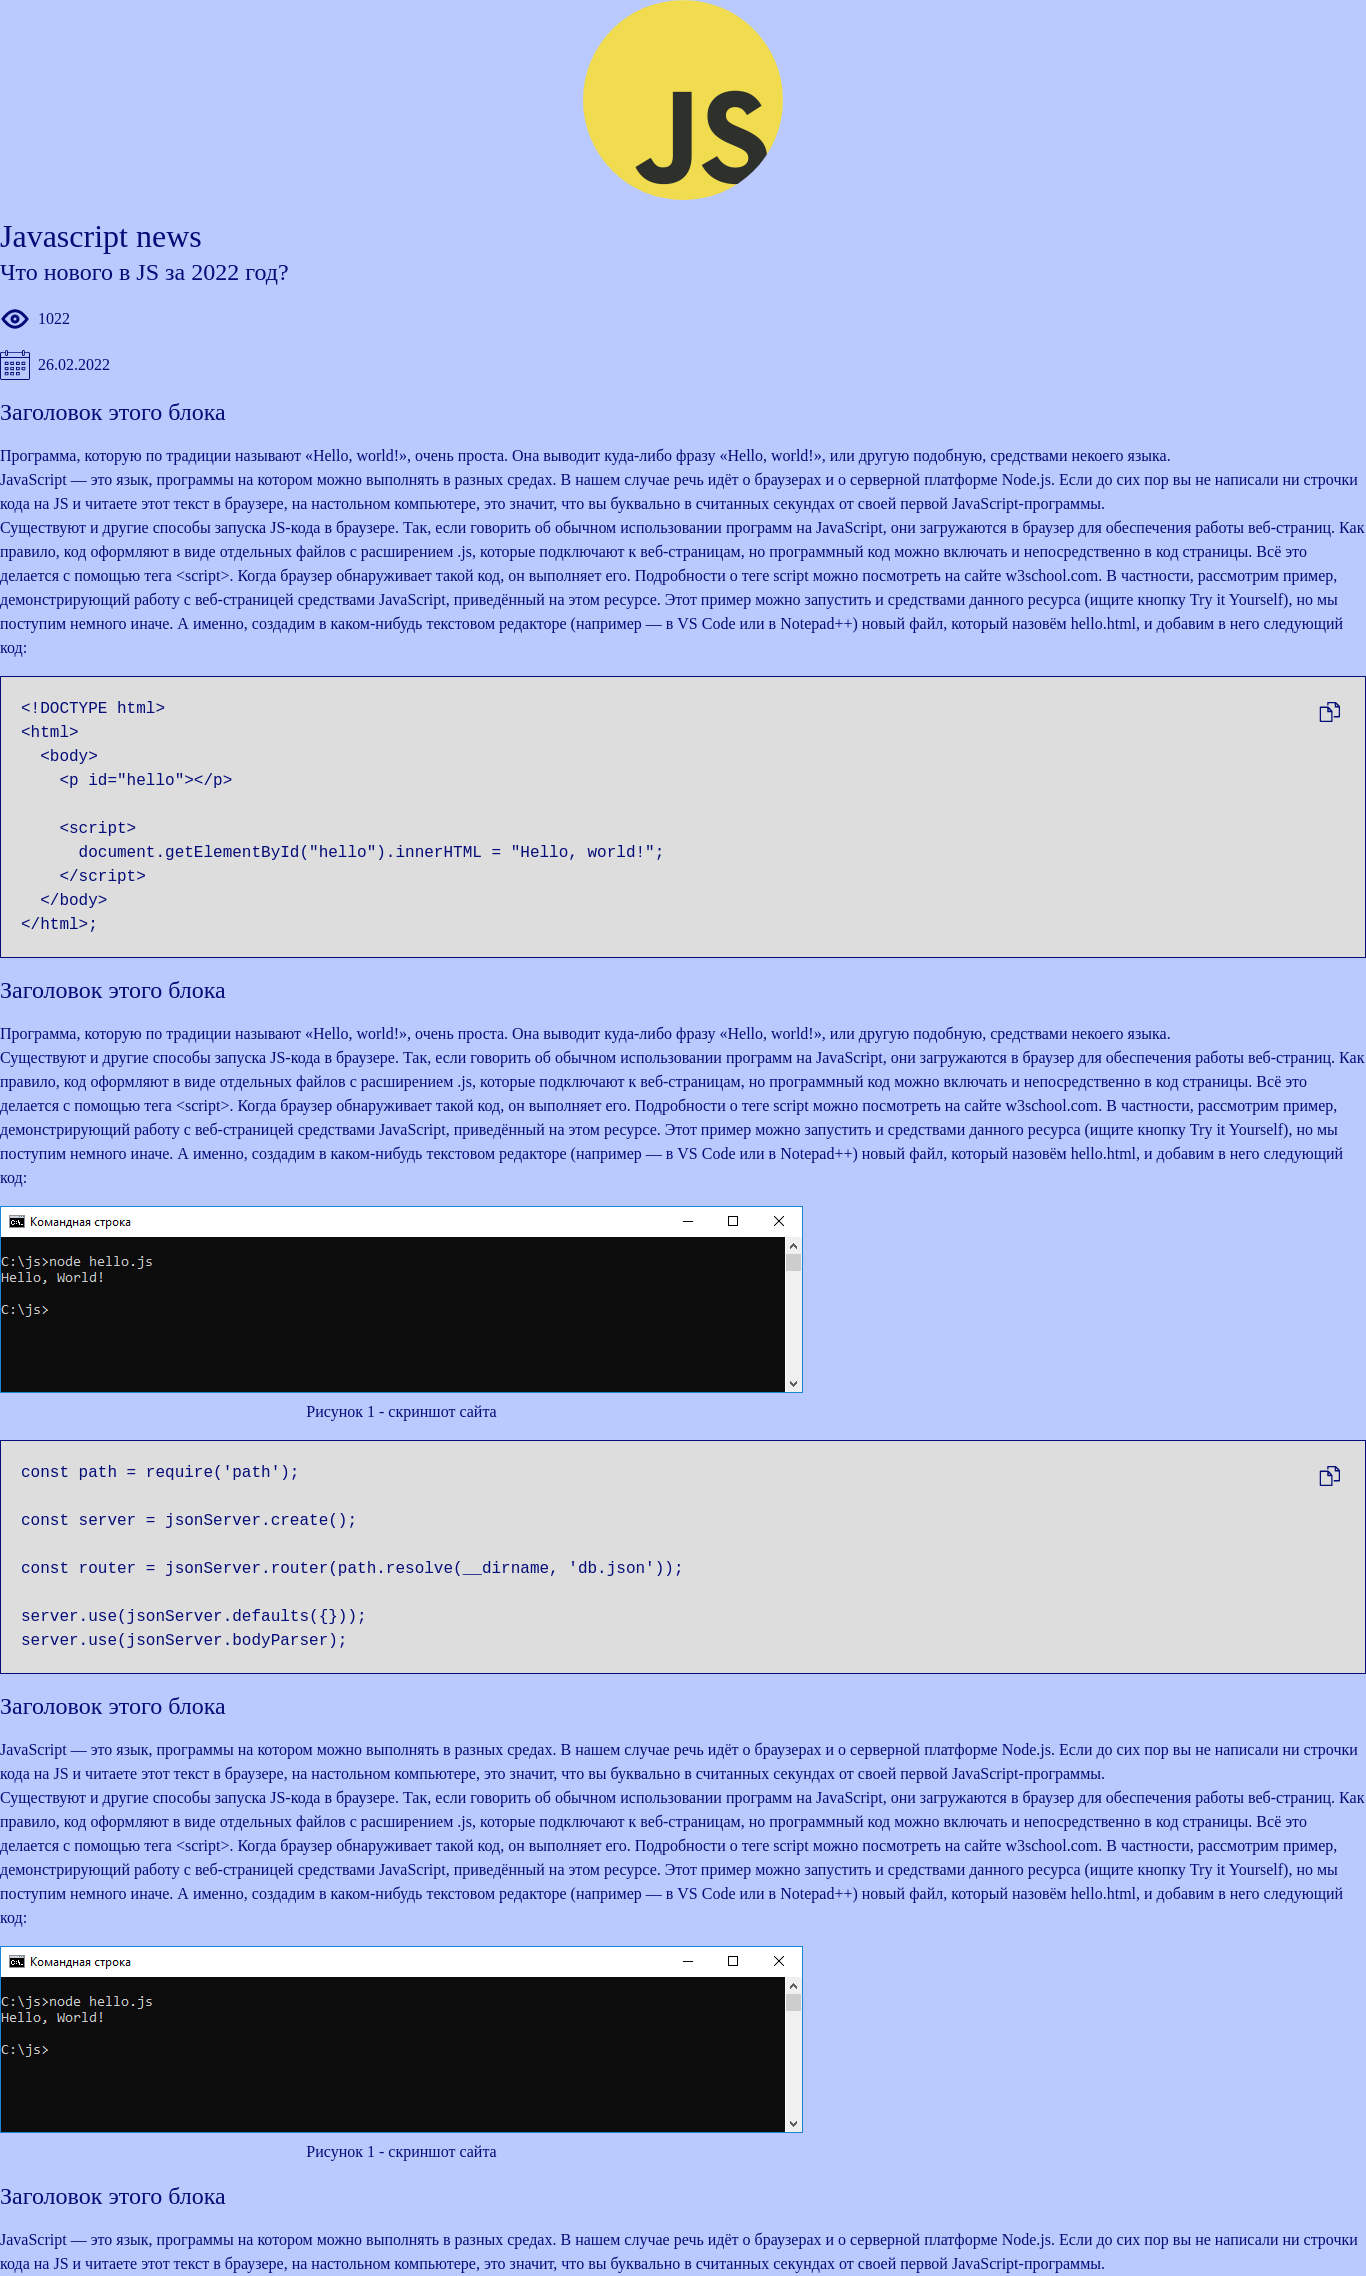 JS
Javascript news
Что нового в JS за 2022 год?
1022
26.02.2022
Заголовок этого блока
Программа, которую по традиции называют «Hello, world!», очень проста. Она выводит куда-либо фразу «Hello, world!», или другую подобную, средствами некоего языка.
JavaScript — это язык, программы на котором можно выполнять в разных средах. В нашем случае речь идёт о браузерах и о серверной платформе Node.js. Если до сих пор вы не написали ни строчки
кода на JS и читаете этот текст в браузере, на настольном компьютере, это значит, что вы буквально в считанных секундах от своей первой JavaScript-программы.
Существуют и другие способы запуска JS-кода в браузере. Так, если говорить об обычном использовании программ на JavaScript, они загружаются в браузер для обеспечения работы веб-страниц. Как
правило, код оформляют в виде отдельных файлов с расширением .js, которые подключают к веб-страницам, но программный код можно включать и непосредственно в код страницы. Всё это
делается с помощью тега <script>. Когда браузер обнаруживает такой код, он выполняет его. Подробности о теге script можно посмотреть на сайте w3school.com. В частности, рассмотрим пример,
демонстрирующий работу с веб-страницей средствами JavaScript, приведённый на этом ресурсе. Этот пример можно запустить и средствами данного ресурса (ищите кнопку Try it Yourself), но мы
поступим немного иначе. А именно, создадим в каком-нибудь текстовом редакторе (например — в VS Code или в Notepad++) новый файл, который назовём hello.html, и добавим в него следующий
код:
<!DOCTYPE html>
<html>
  <body>
    <p id="hello"></p>
    <script>
      document.getElementById("hello").innerHTML = "Hello, world!";
    </script>
  </body>
</html>;
Заголовок этого блока
Программа, которую по традиции называют «Hello, world!», очень проста. Она выводит куда-либо фразу «Hello, world!», или другую подобную, средствами некоего языка.
Существуют и другие способы запуска JS-кода в браузере. Так, если говорить об обычном использовании программ на JavaScript, они загружаются в браузер для обеспечения работы веб-страниц. Как
правило, код оформляют в виде отдельных файлов с расширением .js, которые подключают к веб-страницам, но программный код можно включать и непосредственно в код страницы. Всё это
делается с помощью тега <script>. Когда браузер обнаруживает такой код, он выполняет его. Подробности о теге script можно посмотреть на сайте w3school.com. В частности, рассмотрим пример,
демонстрирующий работу с веб-страницей средствами JavaScript, приведённый на этом ресурсе. Этот пример можно запустить и средствами данного ресурса (ищите кнопку Try it Yourself), но мы
поступим немного иначе. А именно, создадим в каком-нибудь текстовом редакторе (например — в VS Code или в Notepad++) новый файл, который назовём hello.html, и добавим в него следующий
код:
Командная строка
C:\js>node hello.js
Hello, World!
C:\js>
Рисунок 1 - скриншот сайта
const path = require('path');
const server = jsonServer.create();
const router = jsonServer.router(path.resolve(__dirname, 'db.json'));
server.use(jsonServer.defaults({}));
server.use(jsonServer.bodyParser);
Заголовок этого блока
JavaScript — это язык, программы на котором можно выполнять в разных средах. В нашем случае речь идёт о браузерах и о серверной платформе Node.js. Если до сих пор вы не написали ни строчки
кода на JS и читаете этот текст в браузере, на настольном компьютере, это значит, что вы буквально в считанных секундах от своей первой JavaScript-программы.
Существуют и другие способы запуска JS-кода в браузере. Так, если говорить об обычном использовании программ на JavaScript, они загружаются в браузер для обеспечения работы веб-страниц. Как
правило, код оформляют в виде отдельных файлов с расширением .js, которые подключают к веб-страницам, но программный код можно включать и непосредственно в код страницы. Всё это
делается с помощью тега <script>. Когда браузер обнаруживает такой код, он выполняет его. Подробности о теге script можно посмотреть на сайте w3school.com. В частности, рассмотрим пример,
демонстрирующий работу с веб-страницей средствами JavaScript, приведённый на этом ресурсе. Этот пример можно запустить и средствами данного ресурса (ищите кнопку Try it Yourself), но мы
поступим немного иначе. А именно, создадим в каком-нибудь текстовом редакторе (например — в VS Code или в Notepad++) новый файл, который назовём hello.html, и добавим в него следующий
код:
Командная строка
C:\js>node hello.js
Hello, World!
C:\js>
Рисунок 1 - скриншот сайта
Заголовок этого блока
JavaScript — это язык, программы на котором можно выполнять в разных средах. В нашем случае речь идёт о браузерах и о серверной платформе Node.js. Если до сих пор вы не написали ни строчки
кода на JS и читаете этот текст в браузере, на настольном компьютере, это значит, что вы буквально в считанных секундах от своей первой JavaScript-программы.